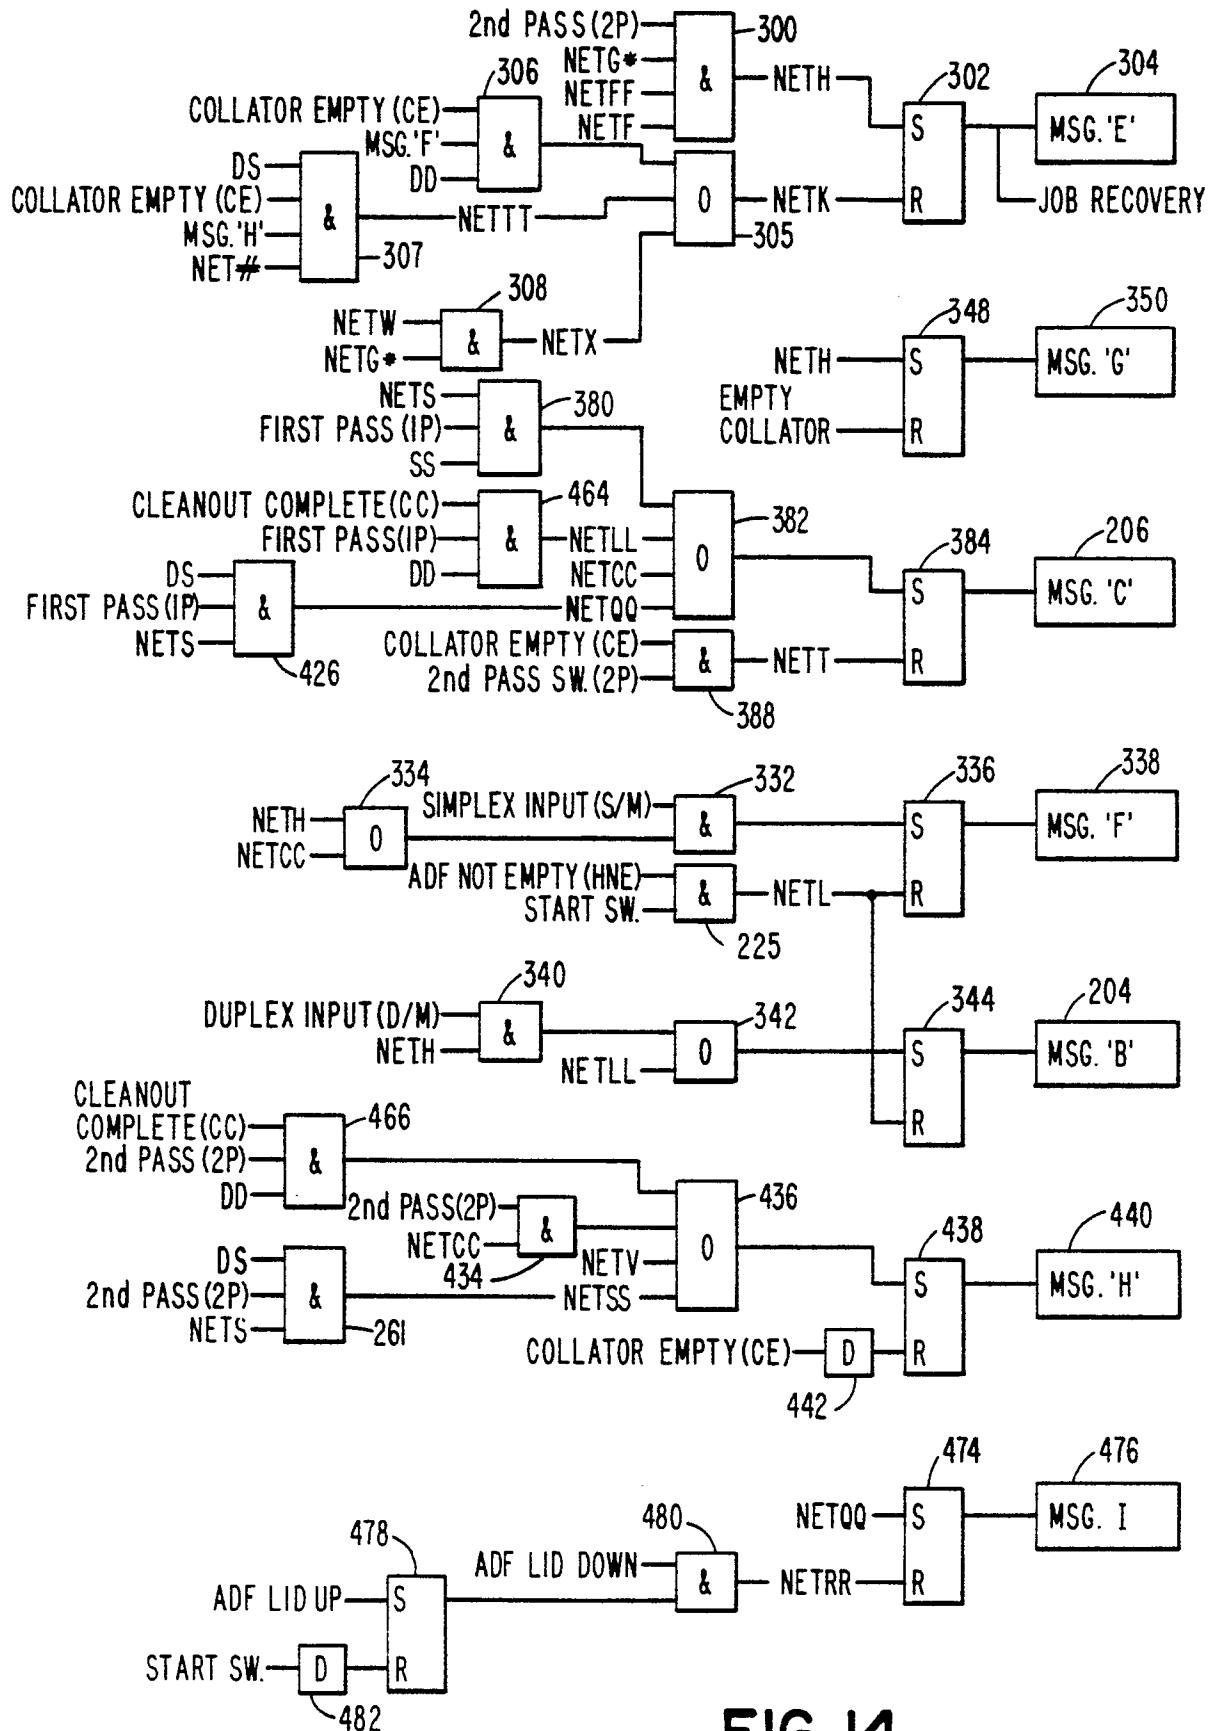 2nd PASS(2P)
300
NETG*
NETFF
NETF
&
NETH
302
304
S
MSG. 'E'
R
JOB RECOVERY
306
COLLATOR EMPTY(CE)
MSG.'F'
DD
&
DS
COLLATOR EMPTY (CE)
MSG.'H'
NET#
&
307
NETTT
O
NETK
305
308
NETW
NETG*
&
NETX
348
350
NETH
S
MSG. 'G'
EMPTY
COLLATOR
R
NETS
FIRST PASS(1P)
SS
&
380
CLEANOUT COMPLETE(CC)
FIRST PASS(1P)
DD
&
464
NETLL
NETCC
NETQQ
O
382
384
206
S
MSG. 'C'
R
DS
FIRST PASS(1P)
NETS
&
426
COLLATOR EMPTY(CE)
2nd PASS SW.(2P)
&
NETT
388
334
NETH
NETCC
O
SIMPLEX INPUT(S/M)
332
&
336
338
S
MSG. 'F'
R
ADF NOT EMPTY(HNE)
START SW.
&
NETL
225
340
DUPLEX INPUT(D/M)
NETH
&
342
NETLL
O
344
204
S
MSG. 'B'
R
CLEANOUT
COMPLETE(CC)
2nd PASS(2P)
DD
&
466
2nd PASS(2P)
NETCC
&
434
NETV
NETSS
O
436
438
440
S
MSG. 'H'
R
DS
2nd PASS(2P)
NETS
&
261
COLLATOR EMPTY(CE)
D
442
474
476
NETQQ
S
MSG. I
R
478
480
ADF LID DOWN
&
NETRR
ADF LID UP
S
START SW.
D
R
482
FIG. 14